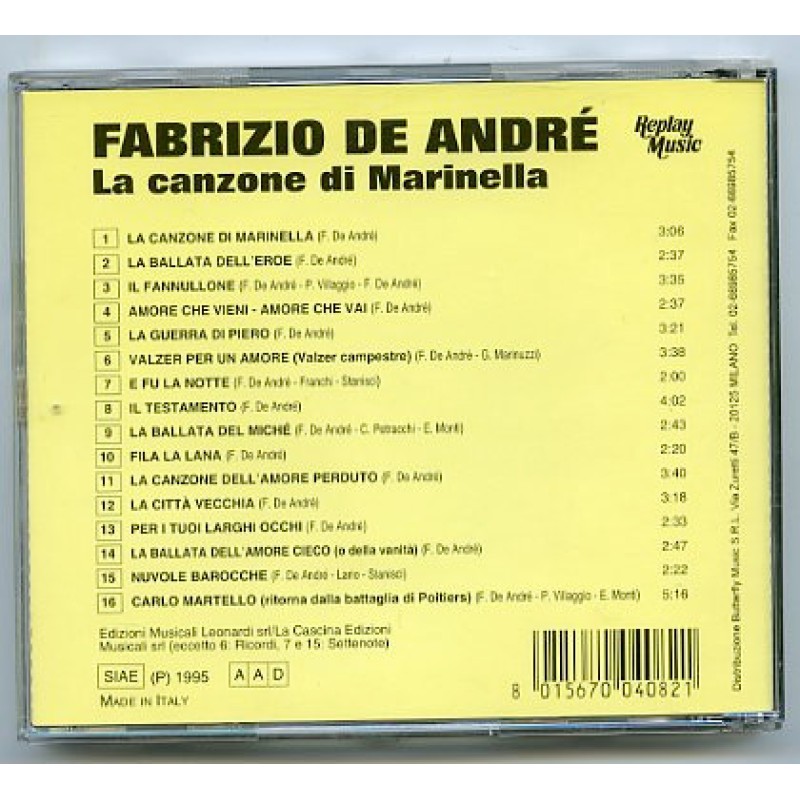 FABRIZIO DE ANDRÉ
La canzone di Marinella
Replay
Music
1 LA CANZONE DI MARINELLA (F. De André) 3:06
2 LA BALLATA DELL'EROE (F. De André) 2:37
3 IL FANNULLONE (F. De André - P. Villaggio - F. De André) 3:35
4 AMORE CHE VIENI - AMORE CHE VAI (F. De André) 2:37
5 LA GUERRA DI PIERO (F. De André) 3:21
6 VALZER PER UN AMORE (Valzer campestre) (F. De André - G. Marinuzzi) 3:38
7 E FU LA NOTTE (F. De André - Franchi - Staniso) 2:00
8 IL TESTAMENTO (F. De André) 4:02
9 LA BALLATA DEL MICHÉ (F. De André - C. Petracchi - E. Monti) 2:43
10 FILA LA LANA (F. De André) 2:20
11 LA CANZONE DELL'AMORE PERDUTO (F. De André) 3:40
12 LA CITTÀ VECCHIA (F. De André) 3:18
13 PER I TUOI LARGHI OCCHI (F. De André) 2:33
14 LA BALLATA DELL'AMORE CIECO (o della vanità) (F. De André) 2:47
15 NUVOLE BAROCCHE (F. De André - Lario - Staniso) 2:22
16 CARLO MARTELLO (ritorna dalla battaglia di Poitiers) (F. De André - P. Villaggio - E. Monti) 5:16
Edizioni Musicali Leonardi srl/La Cascina Edizioni
Musicali srl (eccetto 6: Ricordi, 7 e 15: Settenote)
SIAE (P) 1995 A A D
MADE IN ITALY
8 015670 040821
Distribuzione Butterfly Music S.R.L. Via Zuretti 47/B - 20125 MILANO Tel. 02-66985754 Fax 02-66985754